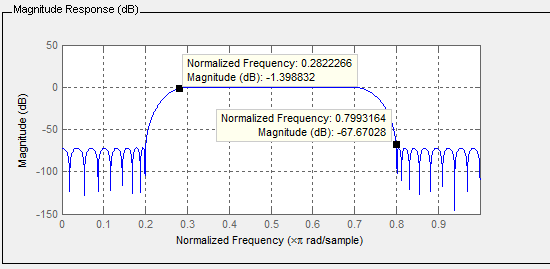 Magnitude Response (dB)
50
Normalized Frequency: 0.2822266
Magnitude (dB): -1.398832
0
Normalized Frequency: 0.7993164
Magnitude (dB): -67.67028
-50
-100
-150
Magnitude (dB)
0 0.1 0.2 0.3 0.4 0.5 0.6 0.7 0.8 0.9
Normalized Frequency (×π rad/sample)